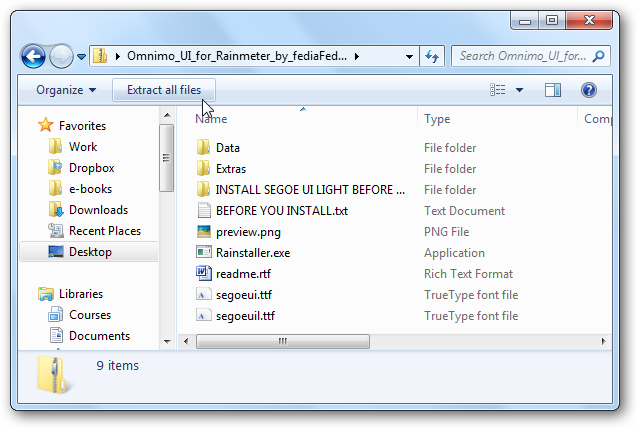 Omnimo_UI_for_Rainmeter_by_fediaFed...
Search Omnimo_UI_for...
Organize
Extract all files
Favorites
Work
Dropbox
e-books
Downloads
Recent Places
Desktop
Libraries
Courses
Documents
Name Type Comp
Data File folder
Extras File folder
INSTALL SEGOE UI LIGHT BEFORE ... File folder
BEFORE YOU INSTALL.txt Text Document
preview.png PNG File
Rainstaller.exe Application
readme.rtf Rich Text Format
segoeui.ttf TrueType font file
segoeuil.ttf TrueType font file
9 items